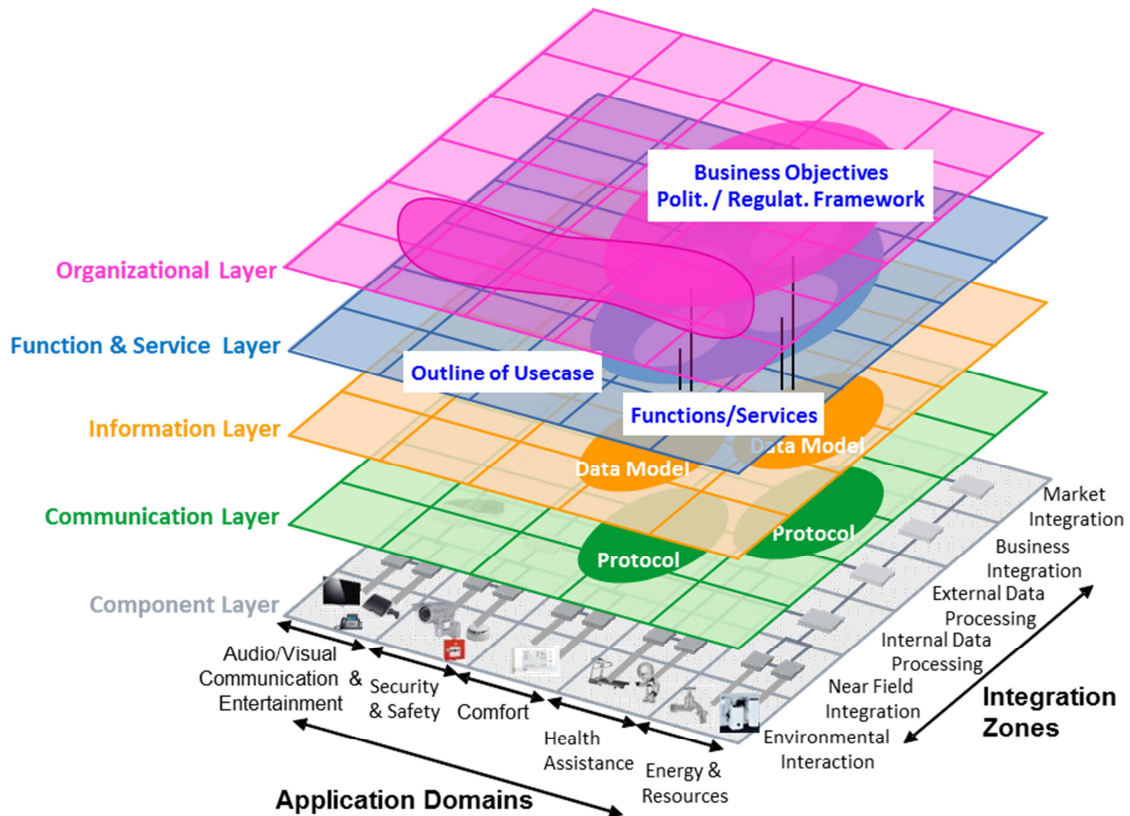 Business Objectives
Polit. / Regulat. Framework
Organizational Layer
Function & Service Layer
Outline of Usecase
Functions/Services
Information Layer
Data Model
Data Model
Communication Layer
Protocol
Protocol
Component Layer
Market
Integration
Business
Integration
External Data
Processing
Internal Data
Processing
Near Field
Integration
Environmental
Interaction
Integration
Zones
Audio/Visual
Communication &
Entertainment
Security
& Safety
Comfort
Health
Assistance
Energy &
Resources
Application Domains